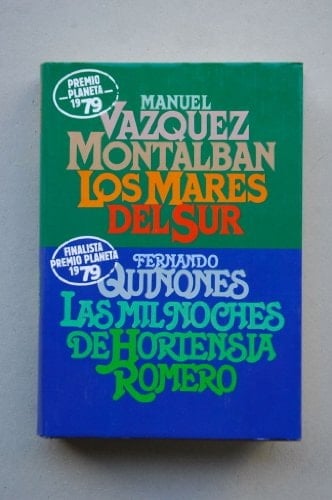 PREMIO
PLANETA
1979
MANUEL
VAZQUEZ
MONTALBAN
LOS MARES
DEL SUR
FINALISTA
PREMIO PLANETA
1979
FERNANDO
QUIÑONES
LAS MIL NOCHES
DE HORTENSIA
ROMERO